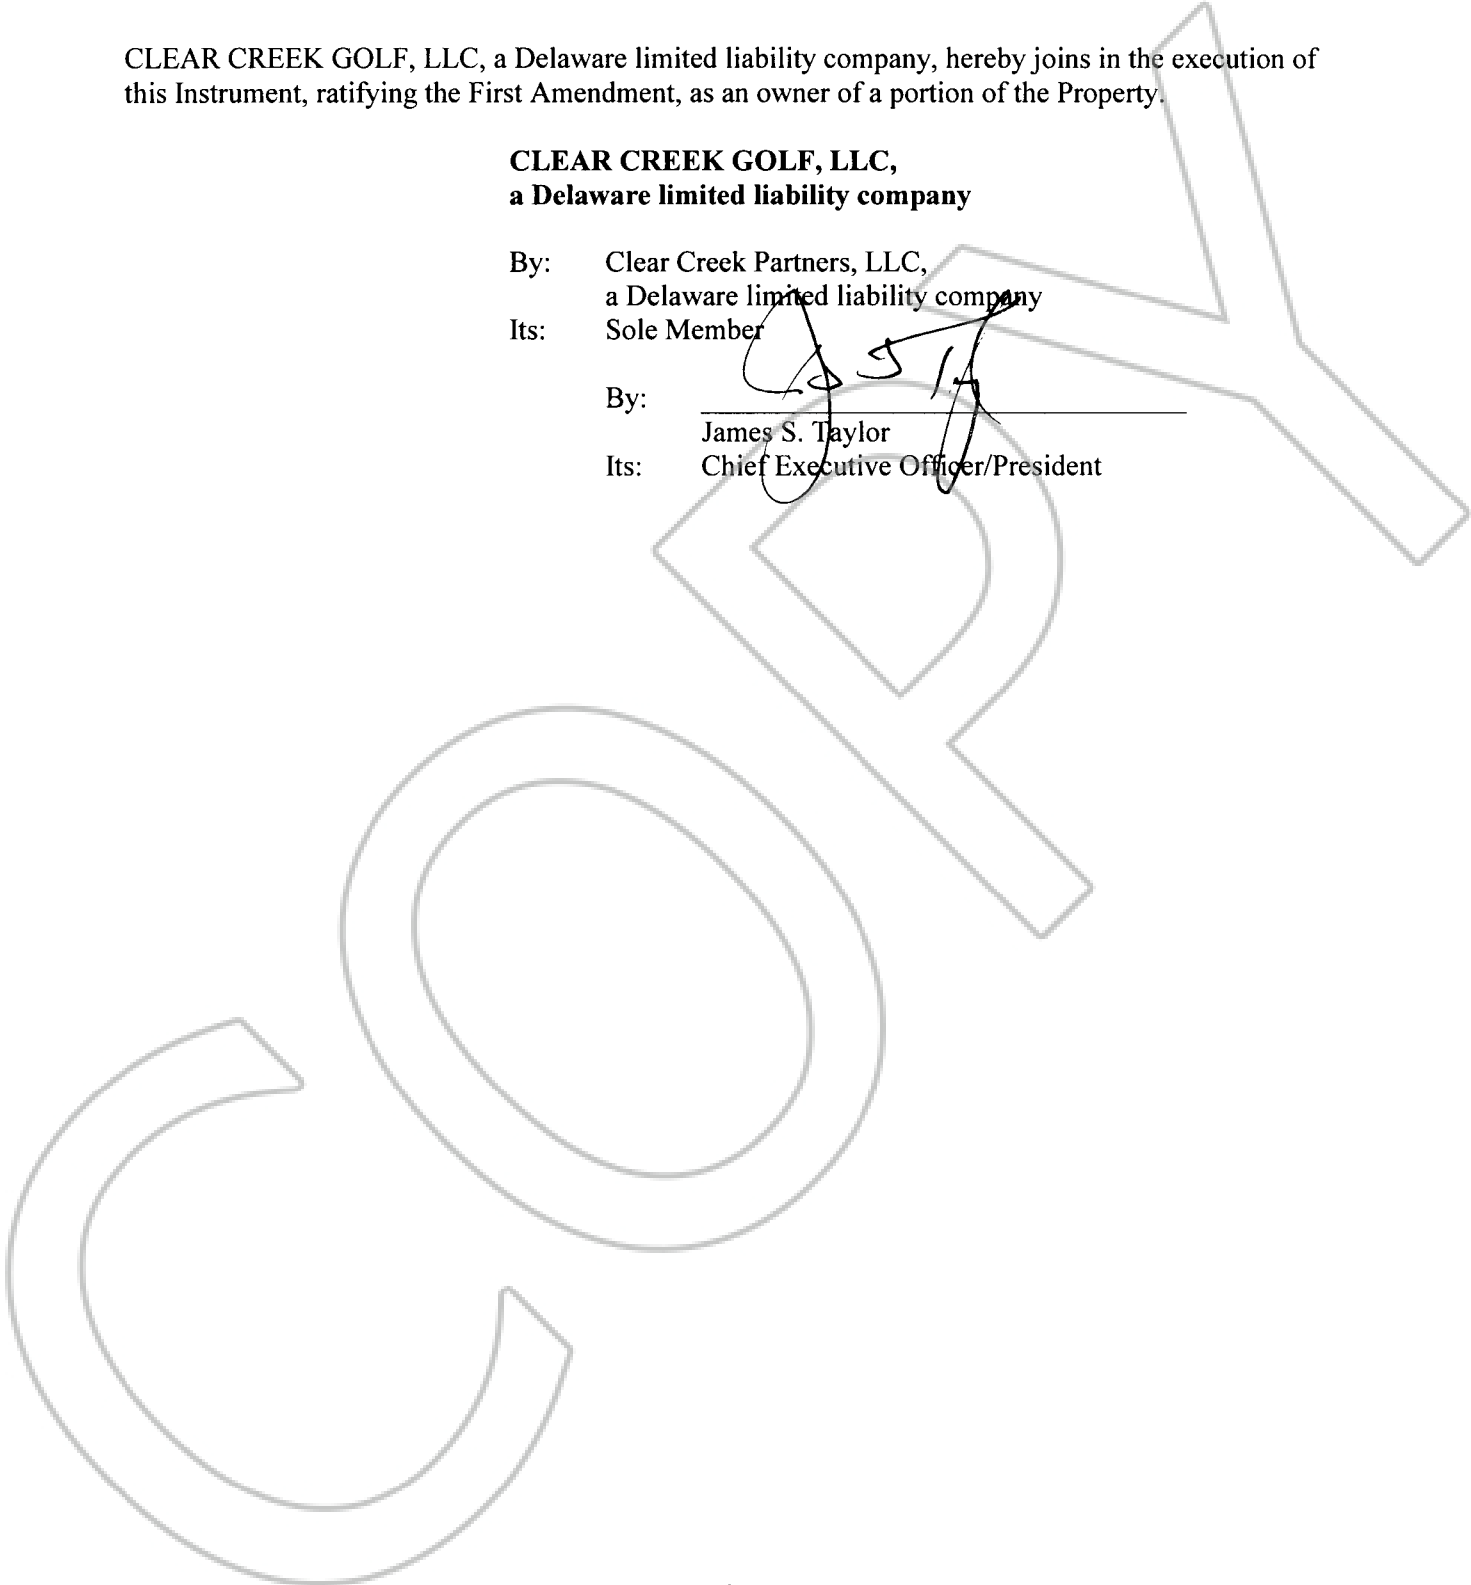 CLEAR CREEK GOLF, LLC, a Delaware limited liability company, hereby joins in the execution of
this Instrument, ratifying the First Amendment, as an owner of a portion of the Property.
CLEAR CREEK GOLF, LLC,
a Delaware limited liability company
By: Clear Creek Partners, LLC,
a Delaware limited liability company
Its: Sole Member
By:
James S. Taylor
Its: Chief Executive Officer/President
COPY